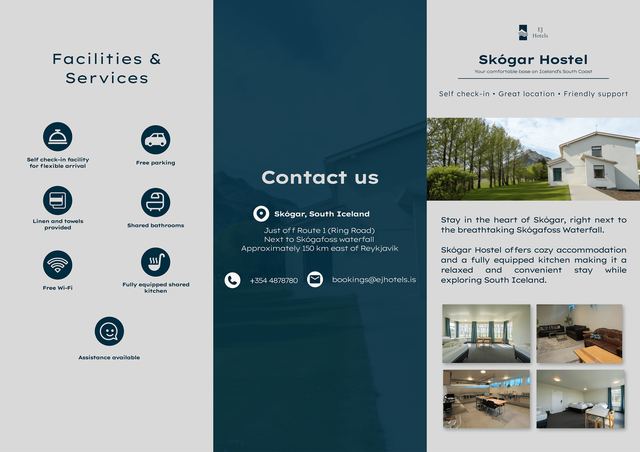 Facilities &
Services
Self check-in facility
for flexible arrival
Free parking
Linen and towels
provided
Shared bathrooms
Free Wi-Fi
Fully equipped shared
kitchen
Assistance available
Contact us
Skógar, South Iceland
Just off Route 1 (Ring Road)
Next to Skógafoss waterfall
Approximately 150 km east of Reykjavík
+354 4878780
bookings@ejhotels.is
EJ
Hotels
Skógar Hostel
Your comfortable base on Iceland's South Coast
Self check-in • Great location • Friendly support
Stay in the heart of Skógar, right next to
the breathtaking Skógafoss Waterfall.
Skógar Hostel offers cozy accommodation
and a fully equipped kitchen making it a
relaxed and convenient stay while
exploring South Iceland.